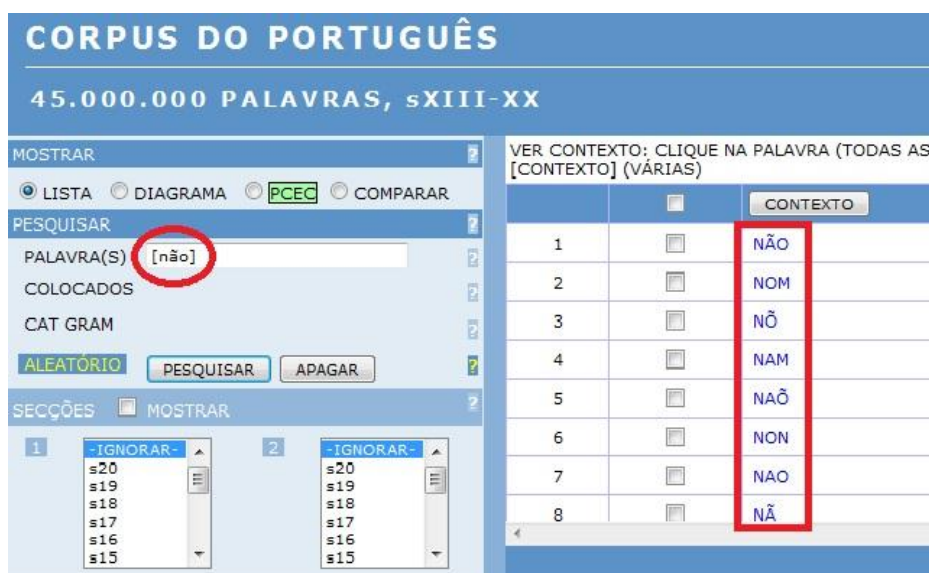 CORPUS DO PORTUGUÊS
45.000.000 PALAVRAS, sXIII-XX
MOSTRAR ?
LISTA DIAGRAMA PCEC COMPARAR
PESQUISAR ?
PALAVRA(S) [não] ?
COLOCADOS ?
CAT GRAM ?
ALEATÓRIO PESQUISAR APAGAR ?
SECÇÕES MOSTRAR ?
1 -IGNORAR- 2 -IGNORAR-
s20 s20
s19 s19
s18 s18
s17 s17
s16 s16
s15 s15
VER CONTEXTO: CLIQUE NA PALAVRA (TODAS AS
[CONTEXTO] (VÁRIAS)
CONTEXTO
1 NÃO
2 NOM
3 NÕ
4 NAM
5 NAÕ
6 NON
7 NAO
8 NÃ